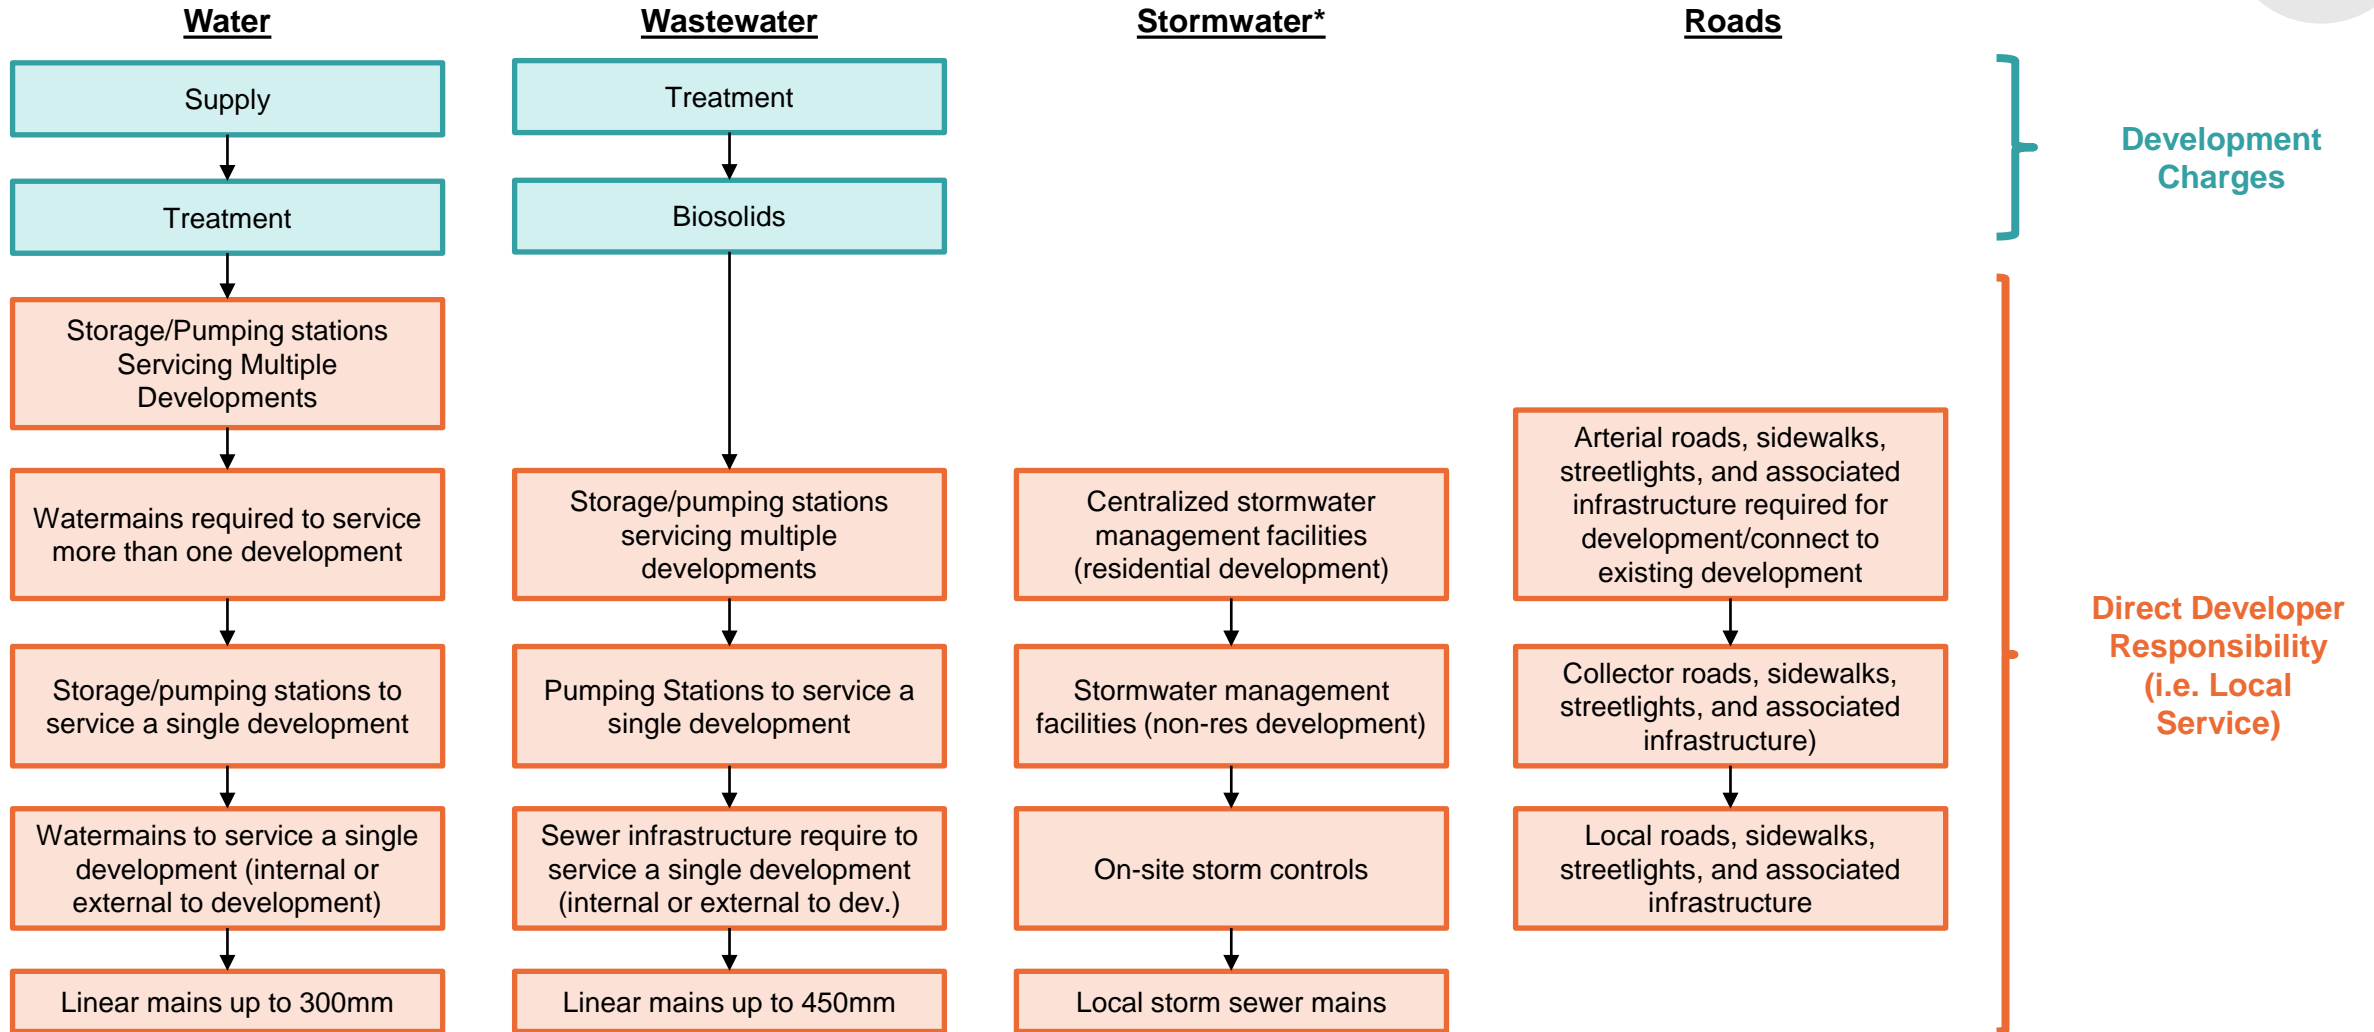 Water
Supply
Treatment
Storage/Pumping stations
Servicing Multiple
Developments
Watermains required to service
more than one development
Storage/pumping stations to
service a single development
Watermains to service a single
development (internal or
external to development)
Linear mains up to 300mm
Wastewater
Treatment
Biosolids
Storage/pumping stations
servicing multiple
developments
Pumping Stations to service a
single development
Sewer infrastructure require to
service a single development
(internal or external to dev.)
Linear mains up to 450mm
Stormwater*
Centralized stormwater
management facilities
(residential development)
Stormwater management
facilities (non-res development)
On-site storm controls
Local storm sewer mains
Roads
Arterial roads, sidewalks,
streetlights, and associated
infrastructure required for
development/connect to
existing development
Collector roads, sidewalks,
streetlights, and associated
infrastructure)
Local roads, sidewalks,
streetlights, and associated
infrastructure
Development
Charges
Direct Developer
Responsibility
(i.e. Local
Service)